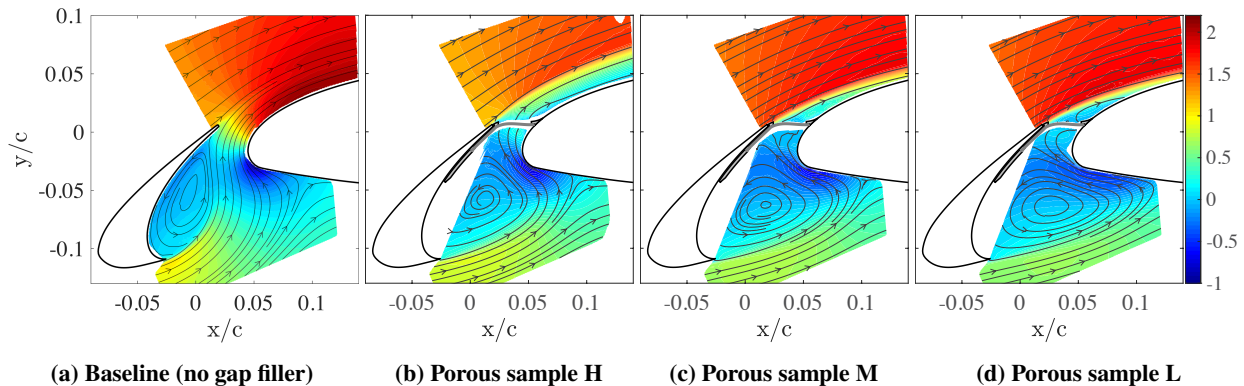 0.1
0.05
0
-0.05
-0.1
y/c
-0.05 0 0.05 0.1
x/c
-0.05 0 0.05 0.1
x/c
-0.05 0 0.05 0.1
x/c
-0.05 0 0.05 0.1
x/c
2
1.5
1
0.5
0
-0.5
-1
(a) Baseline (no gap filler)
(b) Porous sample H
(c) Porous sample M
(d) Porous sample L